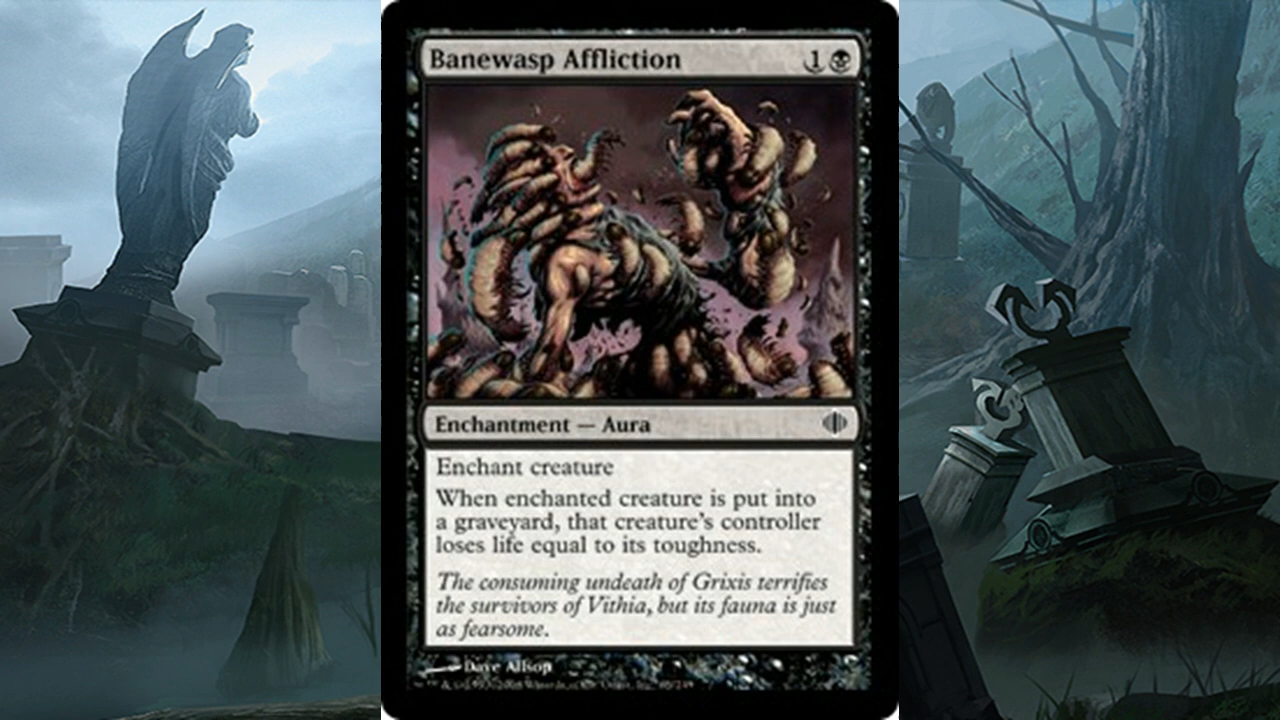 Banewasp Affliction 1
Enchantment — Aura
Enchant creature
When enchanted creature is put into
a graveyard, that creature's controller
loses life equal to its toughness.
The consuming undeath of Grixis terrifies
the survivors of Vithia, but its fauna is just
as fearsome.
Dave Allsop